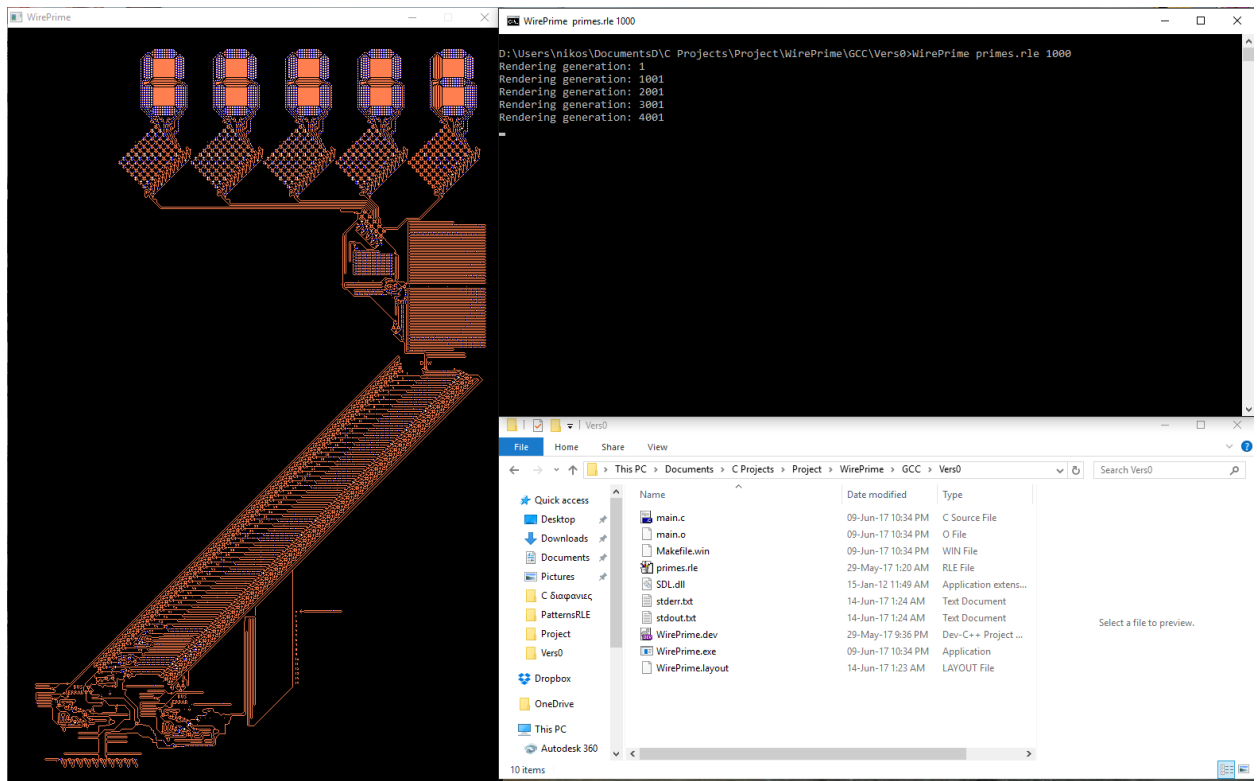 WirePrime
WirePrime primes.rle 1000
D:\Users\nikos\DocumentsD\C Projects\Project\WirePrime\GCC\Vers0>WirePrime primes.rle 1000
Rendering generation: 1
Rendering generation: 1001
Rendering generation: 2001
Rendering generation: 3001
Rendering generation: 4001
Vers0
File Home Share View
This PC > Documents > C Projects > Project > WirePrime > GCC > Vers0
Search Vers0
Quick access
Desktop
Downloads
Documents
Pictures
C διαφανιες
PatternsRLE
Project
Vers0
Dropbox
OneDrive
This PC
Autodesk 360
Name Date modified Type
main.c 09-Jun-17 10:34 PM C Source File
main.o 09-Jun-17 10:34 PM O File
Makefile.win 09-Jun-17 10:34 PM WIN File
primes.rle 29-May-17 1:20 AM RLE File
SDL.dll 15-Jan-12 11:49 AM Application extens...
stderr.txt 14-Jun-17 1:24 AM Text Document
stdout.txt 14-Jun-17 1:24 AM Text Document
WirePrime.dev 29-May-17 9:36 PM Dev-C++ Project ...
WirePrime.exe 09-Jun-17 10:34 PM Application
WirePrime.layout 14-Jun-17 1:23 AM LAYOUT File
Select a file to preview.
10 items
BUS
ERROR
BUS
ERROR